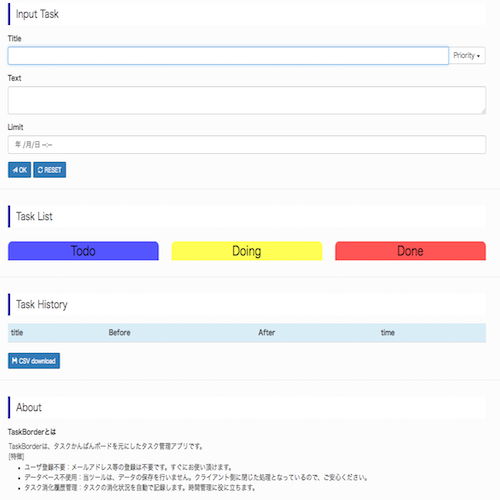 Input Task
Title
Priority
Text
Limit
年 /月/日 --:--
OK RESET
Task List
Todo Doing Done
Task History
title Before After time
CSV download
About
TaskBorderとは
TaskBorderは、タスクかんばんボードを元にしたタスク管理アプリです。
[特徴]
ユーザ登録不要：メールアドレス等の登録は不要です。すぐにお使い頂けます。
データベース不使用：当ツールは、データの保存を行いません。クライアント側に閉じた処理となっているので、ご安心ください。
タスク消化履歴管理：タスクの消化状況を自動で記録します。時間管理に役に立ちます。